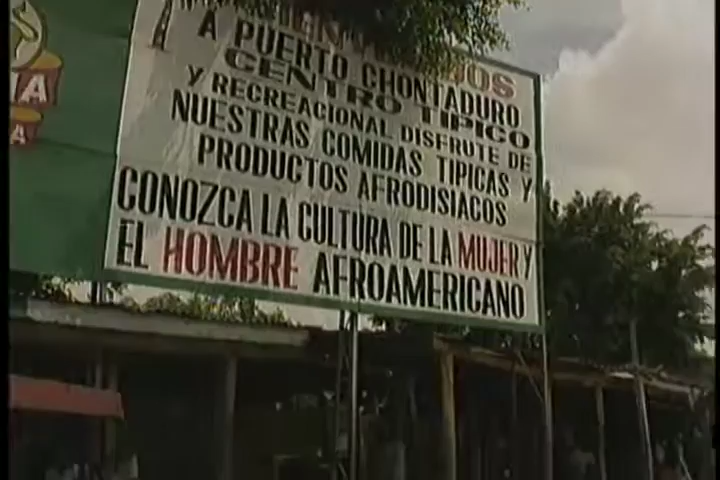 A PUERTO CHONTADURO
CENTRO TIPICO
Y RECREACIONAL DISFRUTE DE
NUESTRAS COMIDAS TIPICAS Y
PRODUCTOS AFRODISIACOS
CONOZCA LA CULTURA DE LA MUJER Y
EL HOMBRE AFROAMERICANO